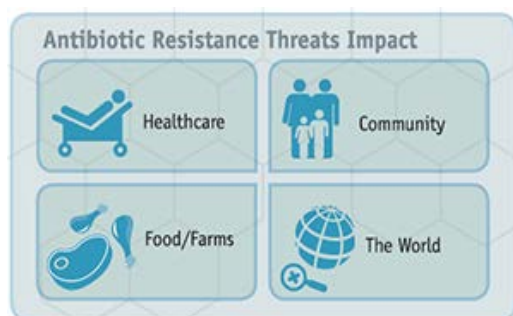 Antibiotic Resistance Threats Impact
Healthcare
Community
Food/Farms
The World